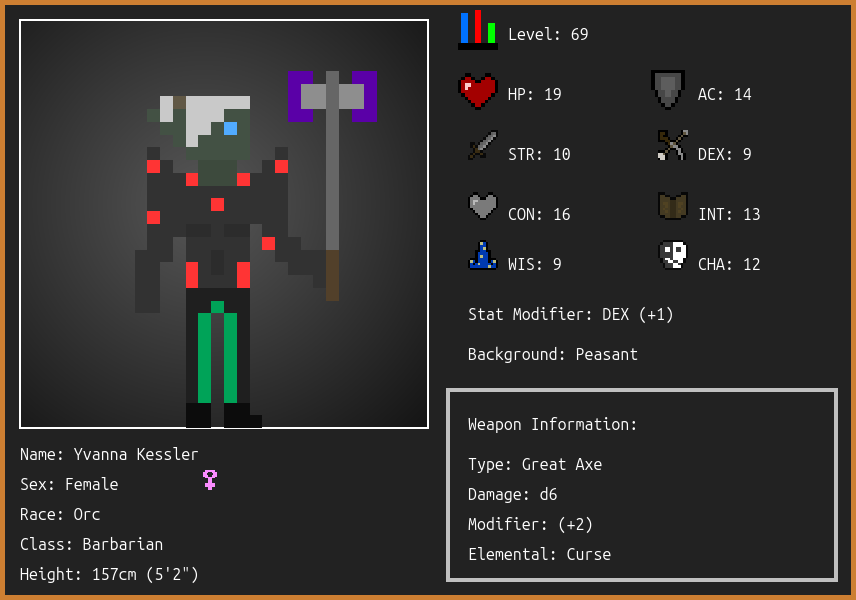 Level: 69
HP: 19
AC: 14
STR: 10
DEX: 9
CON: 16
INT: 13
WIS: 9
CHA: 12
Stat Modifier: DEX (+1)
Background: Peasant
Weapon Information:
Type: Great Axe
Damage: d6
Modifier: (+2)
Elemental: Curse
Name: Yvanna Kessler
Sex: Female
Race: Orc
Class: Barbarian
Height: 157cm (5'2")